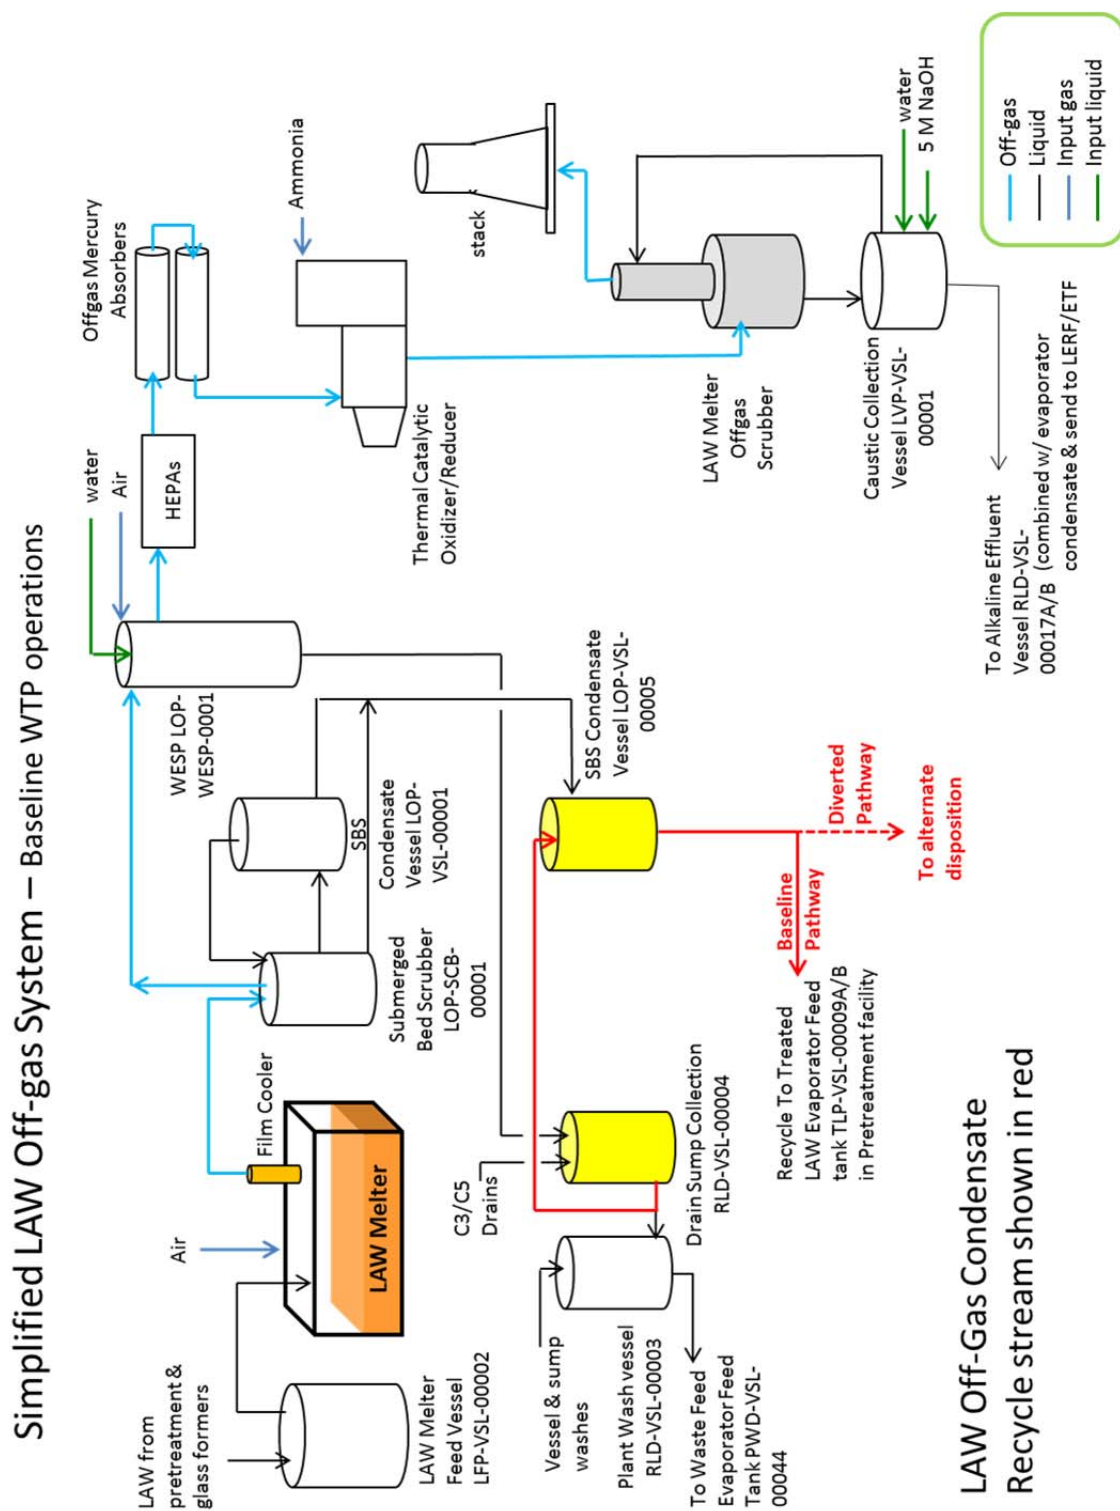 Simplified LAW Off-gas System – Baseline WTP operations
LAW from
pretreatment &
glass formers
LAW Melter
Feed Vessel
LFP-VSL-00002
Air
Film Cooler
LAW Melter
Submerged
Bed Scrubber
LOP-SCB-
00001
SBS
Condensate
Vessel LOP-
VSL-00001
WESP LOP-
WESP-0001
water
Air
HEPAs
Offgas Mercury
Absorbers
Ammonia
Thermal Catalytic
Oxidizer/Reducer
stack
LAW Melter
Offgas
Scrubber
Caustic Collection
Vessel LVP-VSL-
00001
water
5 M NaOH
To Alkaline Effluent
Vessel RLD-VSL-
00017A/B (combined w/ evaporator
condensate & send to LERF/ETF
Vessel & sump
washes
Plant Wash vessel
RLD-VSL-00003
To Waste Feed
Evaporator Feed
Tank PWD-VSL-
00044
C3/C5
Drains
Drain Sump Collection
RLD-VSL-00004
SBS Condensate
Vessel LOP-VSL-
00005
Baseline
Pathway
Diverted
Pathway
To alternate
disposition
Recycle To Treated
LAW Evaporator Feed
tank TLP-VSL-00009A/B
in Pretreatment facility
LAW Off-Gas Condensate
Recycle stream shown in red
Off-gas
Liquid
Input gas
Input liquid